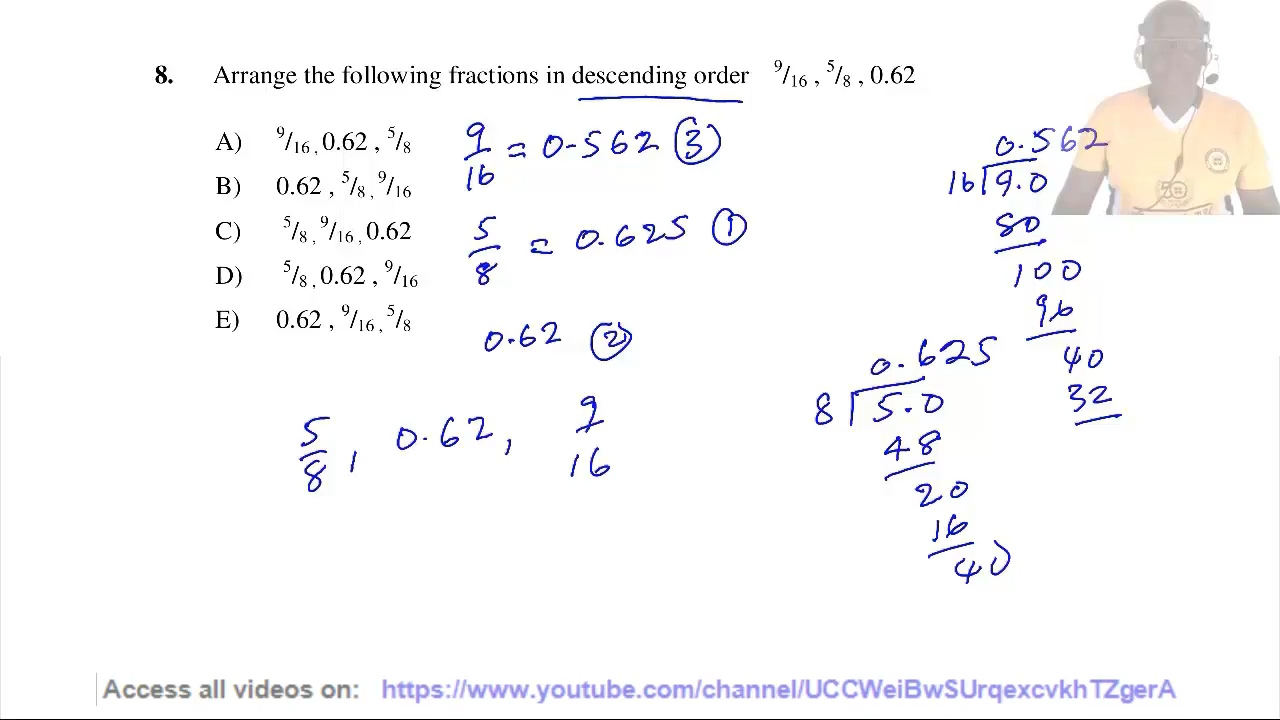 8. Arrange the following fractions in descending order 9/16 , 5/8 , 0.62
A) 9/16 , 0.62 , 5/8
B) 0.62 , 5/8 , 9/16
C) 5/8 , 9/16 , 0.62
D) 5/8 , 0.62 , 9/16
E) 0.62 , 9/16 , 5/8
9/16 = 0.562 ③
5/8 = 0.625 ①
0.62 ②
5/8 , 0.62 , 9/16
0.562
16 9.0
80
100
96
40
32
0.625
8 5.0
48
20
16
40
50
Access all videos on: https://www.youtube.com/channel/UCCWeiBwSUrqexcvkhTZgerA